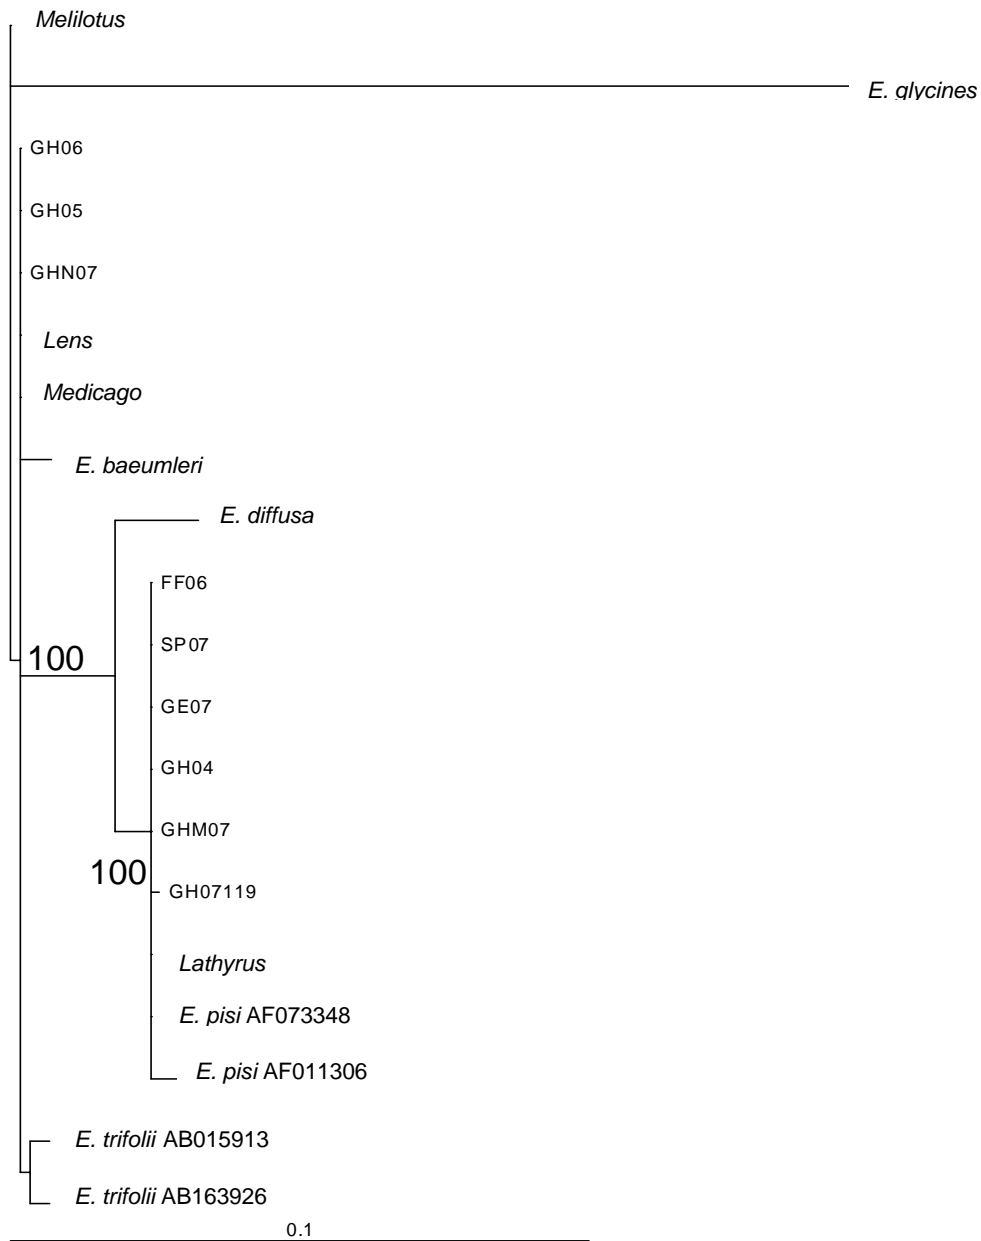 Melilotus
E. glycines
GH06
GH05
GHN07
Lens
Medicago
E. baeumleri
E. diffusa
FF06
SP07
100
GE07
GH04
GHM07
100
GH07119
Lathyrus
E. pisi AF073348
E. pisi AF011306
E. trifolii AB015913
E. trifolii AB163926
0.1